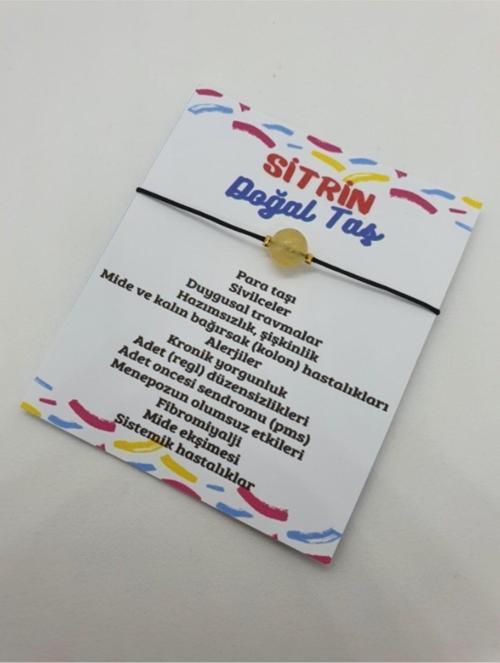 SİTRİN
Doğal Taş
Para taşı
Sivilceler
Duygusal travmalar
Hazımsızlık, şişkinlik
Mide ve kalın bağırsak (kolon) hastalıkları
Alerjiler
Kronik yorgunluk
Adet (regl) düzensizlikleri
Adet oncesi sendromu (pms)
Menepozun olumsuz etkileri
Fibromiyalji
Mide ekşimesi
Sistemik hastalıklar